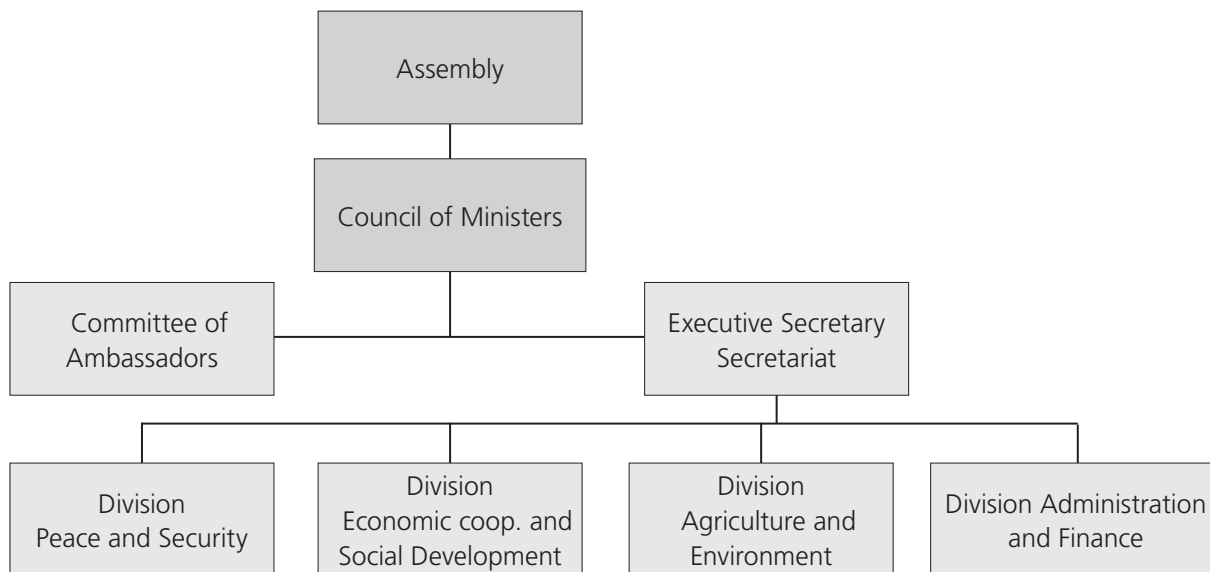 Assembly
Council of Ministers
Committee of
Ambassadors
Executive Secretary
Secretariat
Division
Peace and Security
Division
Economic coop. and
Social Development
Division
Agriculture and
Environment
Division Administration
and Finance